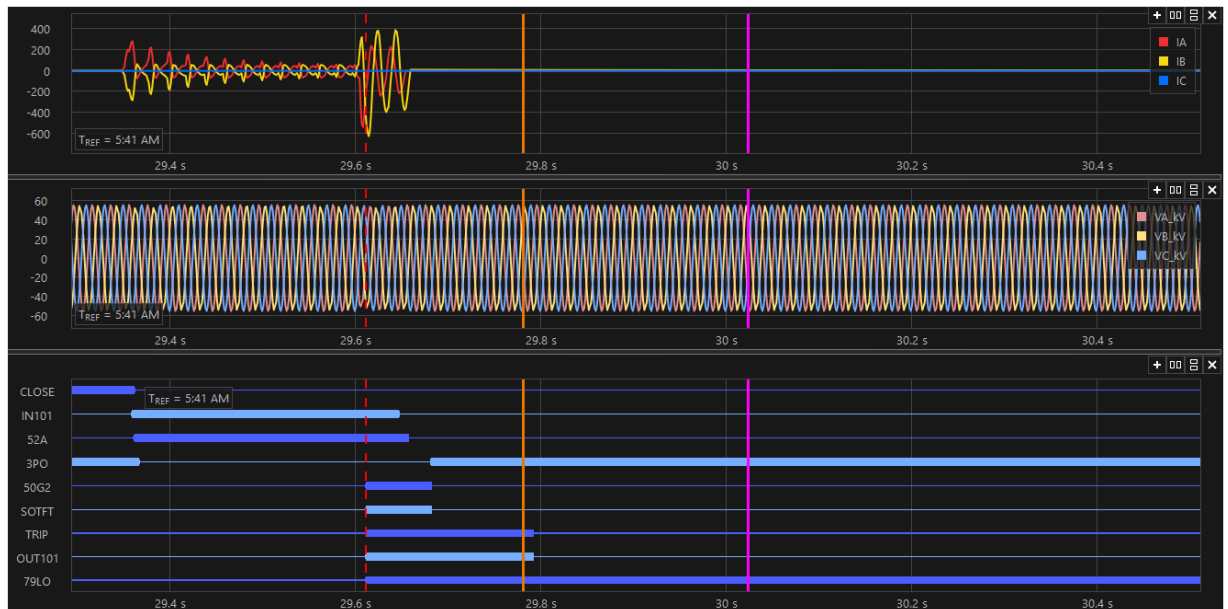 400
200
0
-200
-400
-600
IA
IB
IC
TREF = 5:41 AM
29.4 s 29.6 s 29.8 s 30 s 30.2 s 30.4 s
60
40
20
0
-20
-40
-60
VA_kV
VB_kV
VC_kV
TREF = 5:41 AM
29.4 s 29.6 s 29.8 s 30 s 30.2 s 30.4 s
CLOSE
TREF = 5:41 AM
IN101
52A
3PO
50G2
SOTFT
TRIP
OUT101
79LO
29.4 s 29.6 s 29.8 s 30 s 30.2 s 30.4 s